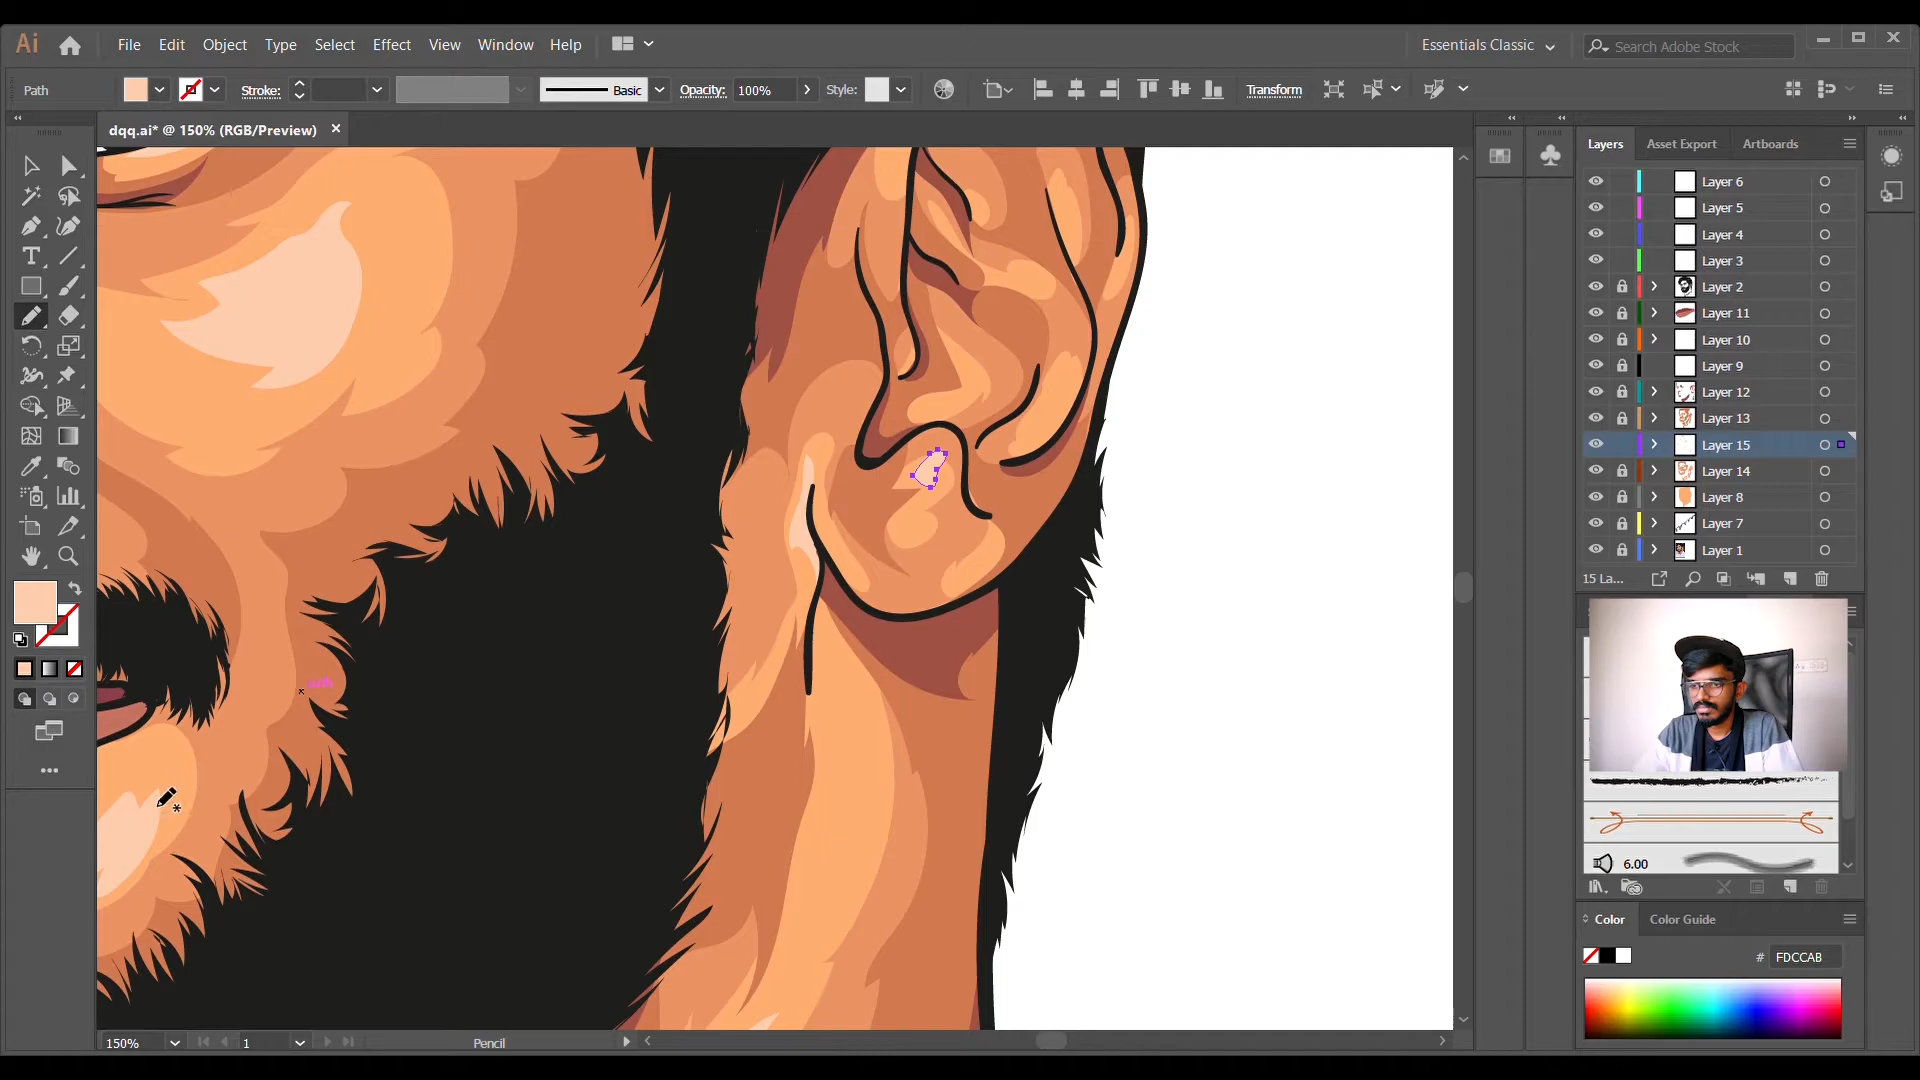 Ai File Edit Object Type Select Effect View Window Help Essentials Classic Search Adobe Stock
Path Stroke: Basic Opacity: 100% Style: Transform
dqq.ai* @ 150% (RGB/Preview) ×
Layers Asset Export Artboards
Layer 6
Layer 5
Layer 4
Layer 3
Layer 2
Layer 11
Layer 10
Layer 9
Layer 12
Layer 13
Layer 15
Layer 14
Layer 8
Layer 7
Layer 1
15 La...
path
6.00
Color Color Guide
# FDCCAB
150% 1 Pencil